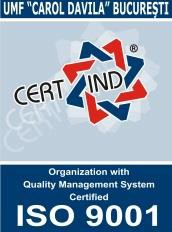 UMF “CAROL DAVILA” BUCUREȘTI
CERT IND®
Organization with
Quality Management System
Certified
ISO 9001